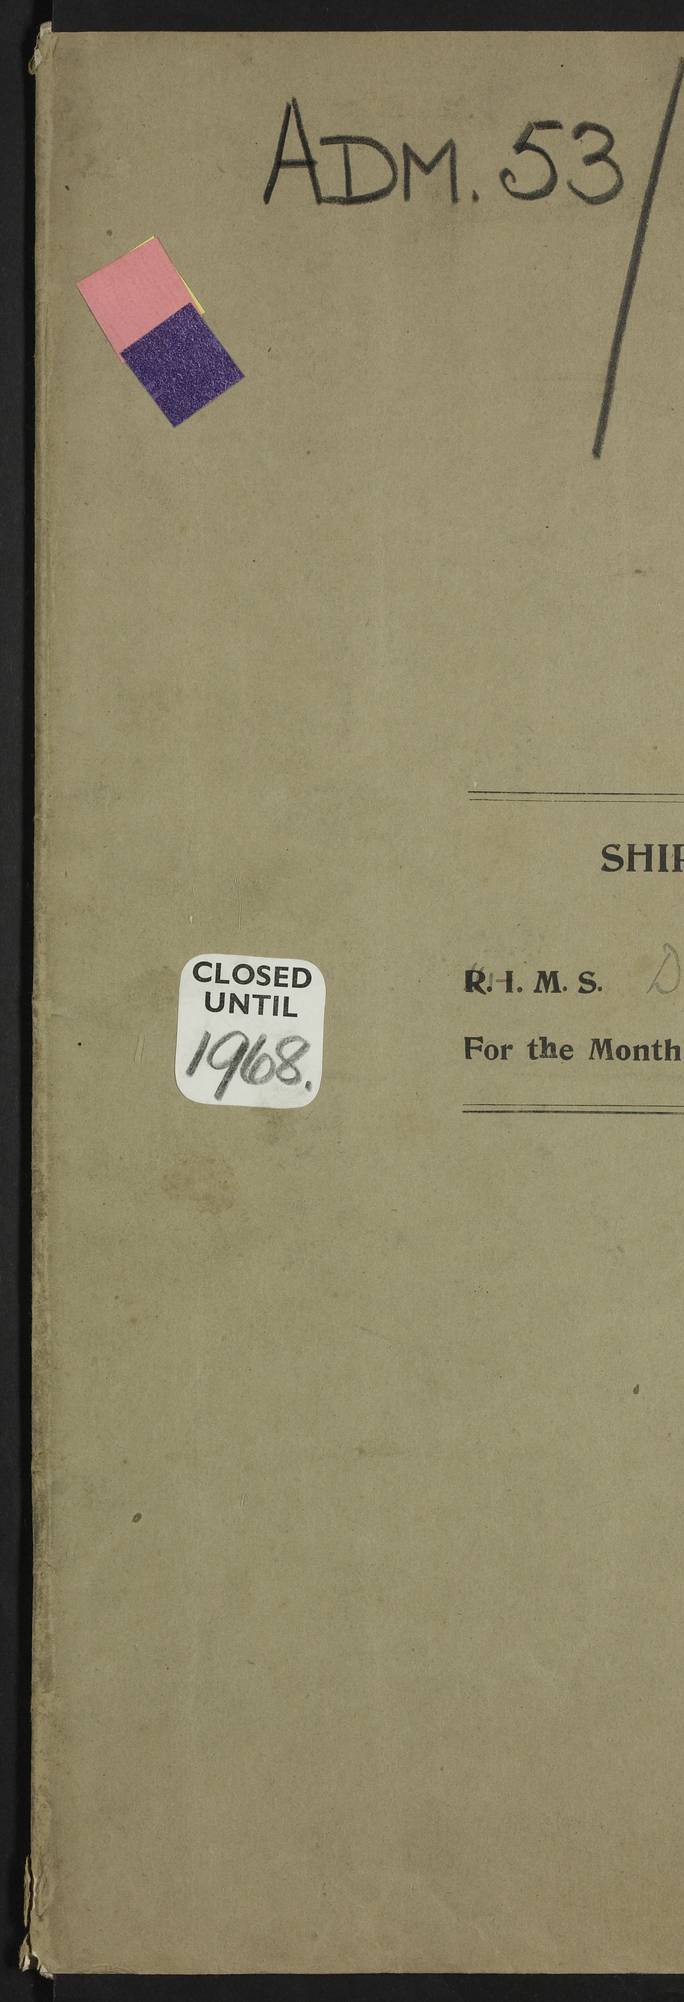 ADM. 53/
SHIP
R. I. M. S. D
For the Month
CLOSED
UNTIL
1968.